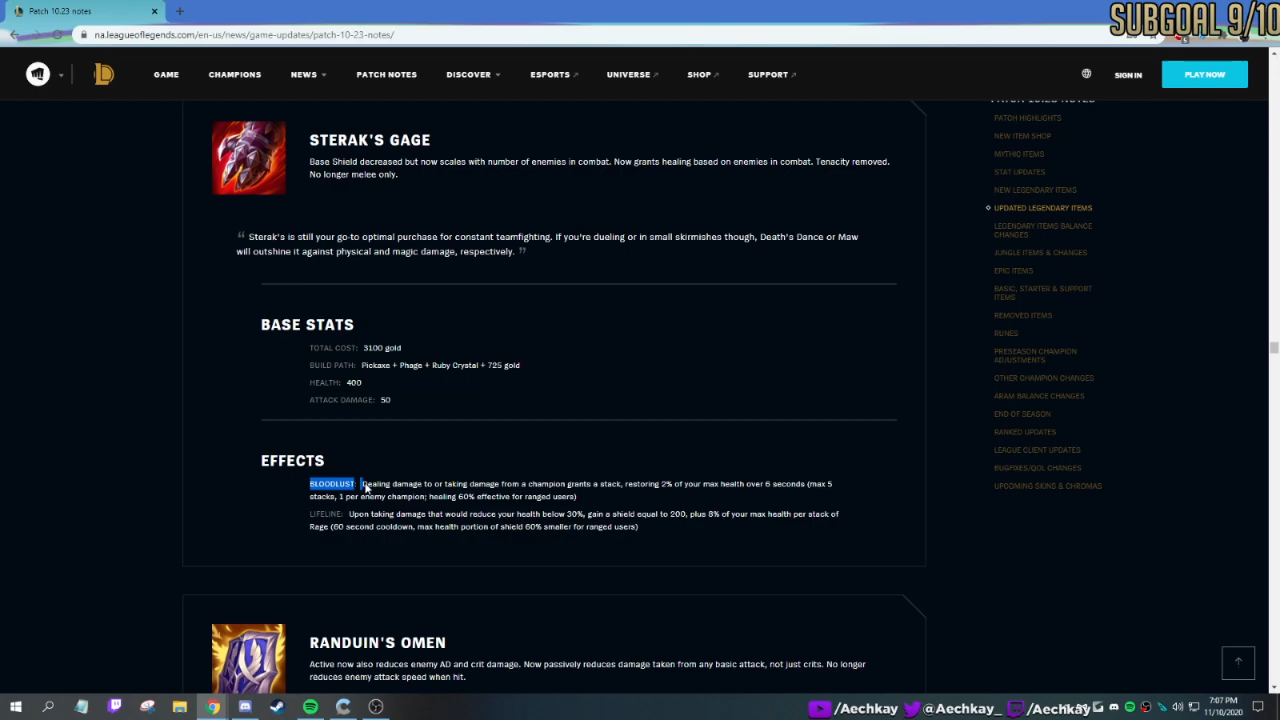 Patch 10.23 notes
SUBGOAL 9/10
na.leagueoflegends.com/en-us/news/game-updates/patch-10-23-notes/
GAME CHAMPIONS NEWS PATCH NOTES DISCOVER ESPORTS UNIVERSE SHOP SUPPORT SIGN IN PLAY NOW
STERAK'S GAGE
Base Shield decreased but now scales with number of enemies in combat. Now grants healing based on enemies in combat. Tenacity removed.
No longer melee only.
“ Sterak's is still your go-to optimal purchase for constant teamfighting. If you're dueling or in small skirmishes though, Death's Dance or Maw
will outshine it against physical and magic damage, respectively. ”
BASE STATS
TOTAL COST: 3100 gold
BUILD PATH: Pickaxe + Phage + Ruby Crystal + 725 gold
HEALTH: 400
ATTACK DAMAGE: 50
EFFECTS
BLOODLUST: Dealing damage to or taking damage from a champion grants a stack, restoring 2% of your max health over 6 seconds (max 5
stacks, 1 per enemy champion; healing 60% effective for ranged users)
LIFELINE: Upon taking damage that would reduce your health below 30%, gain a shield equal to 200, plus 8% of your max health per stack of
Rage (60 second cooldown, max health portion of shield 60% smaller for ranged users)
RANDUIN'S OMEN
Active now also reduces enemy AD and crit damage. Now passively reduces damage taken from any basic attack, not just crits. No longer
reduces enemy attack speed when hit.
PATCH 10.23 NOTES
PATCH HIGHLIGHTS
NEW ITEM SHOP
MYTHIC ITEMS
STAT UPDATES
NEW LEGENDARY ITEMS
UPDATED LEGENDARY ITEMS
LEGENDARY ITEMS BALANCE
CHANGES
JUNGLE ITEMS & CHANGES
EPIC ITEMS
BASIC, STARTER & SUPPORT
ITEMS
REMOVED ITEMS
RUNES
PRESEASON CHAMPION
ADJUSTMENTS
OTHER CHAMPION CHANGES
ARAM BALANCE CHANGES
END OF SEASON
RANKED UPDATES
LEAGUE CLIENT UPDATES
BUGFIXES/QOL CHANGES
UPCOMING SKINS & CHROMAS
/Aechkay @Aechkay_ /Aechkay
7:07 PM
11/10/2020